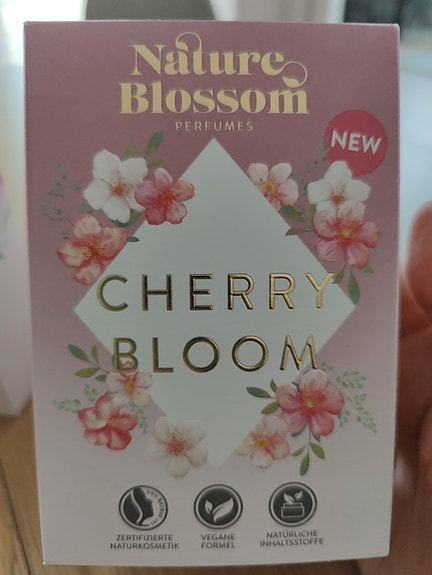 Nature
Blossom
PERFUMES
NEW
CHERRY
BLOOM
ZERTIFIZIERTE
NATURKOSMETIK
VEGANE
FORMEL
NATÜRLICHE
INHALTSSTOFFE